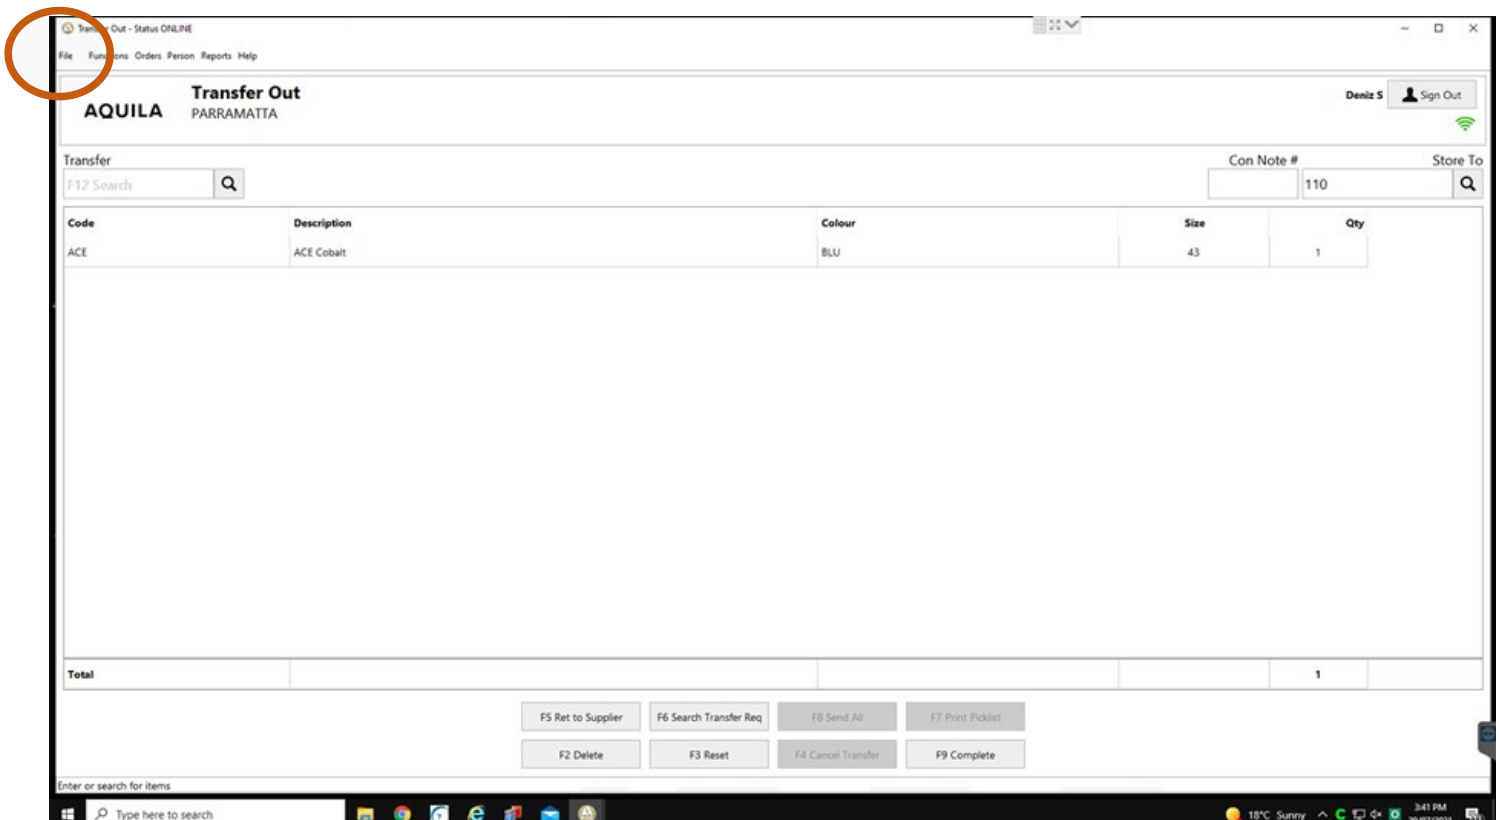 Transfer Out - Status ONLINE
File Functions Orders Person Reports Help
AQUILA
Transfer Out
PARRAMATTA
Deniz S
Sign Out
Transfer
Con Note #
Store To
F12 Search
110
Code Description Colour Size Qty
ACE ACE Cobalt BLU 43 1
Total 1
F5 Ret to Supplier F6 Search Transfer Req F8 Send All F7 Print Picklist
F2 Delete F3 Reset F4 Cancel Transfer F9 Complete
Enter or search for items
Type here to search
18°C Sunny
3:41 PM